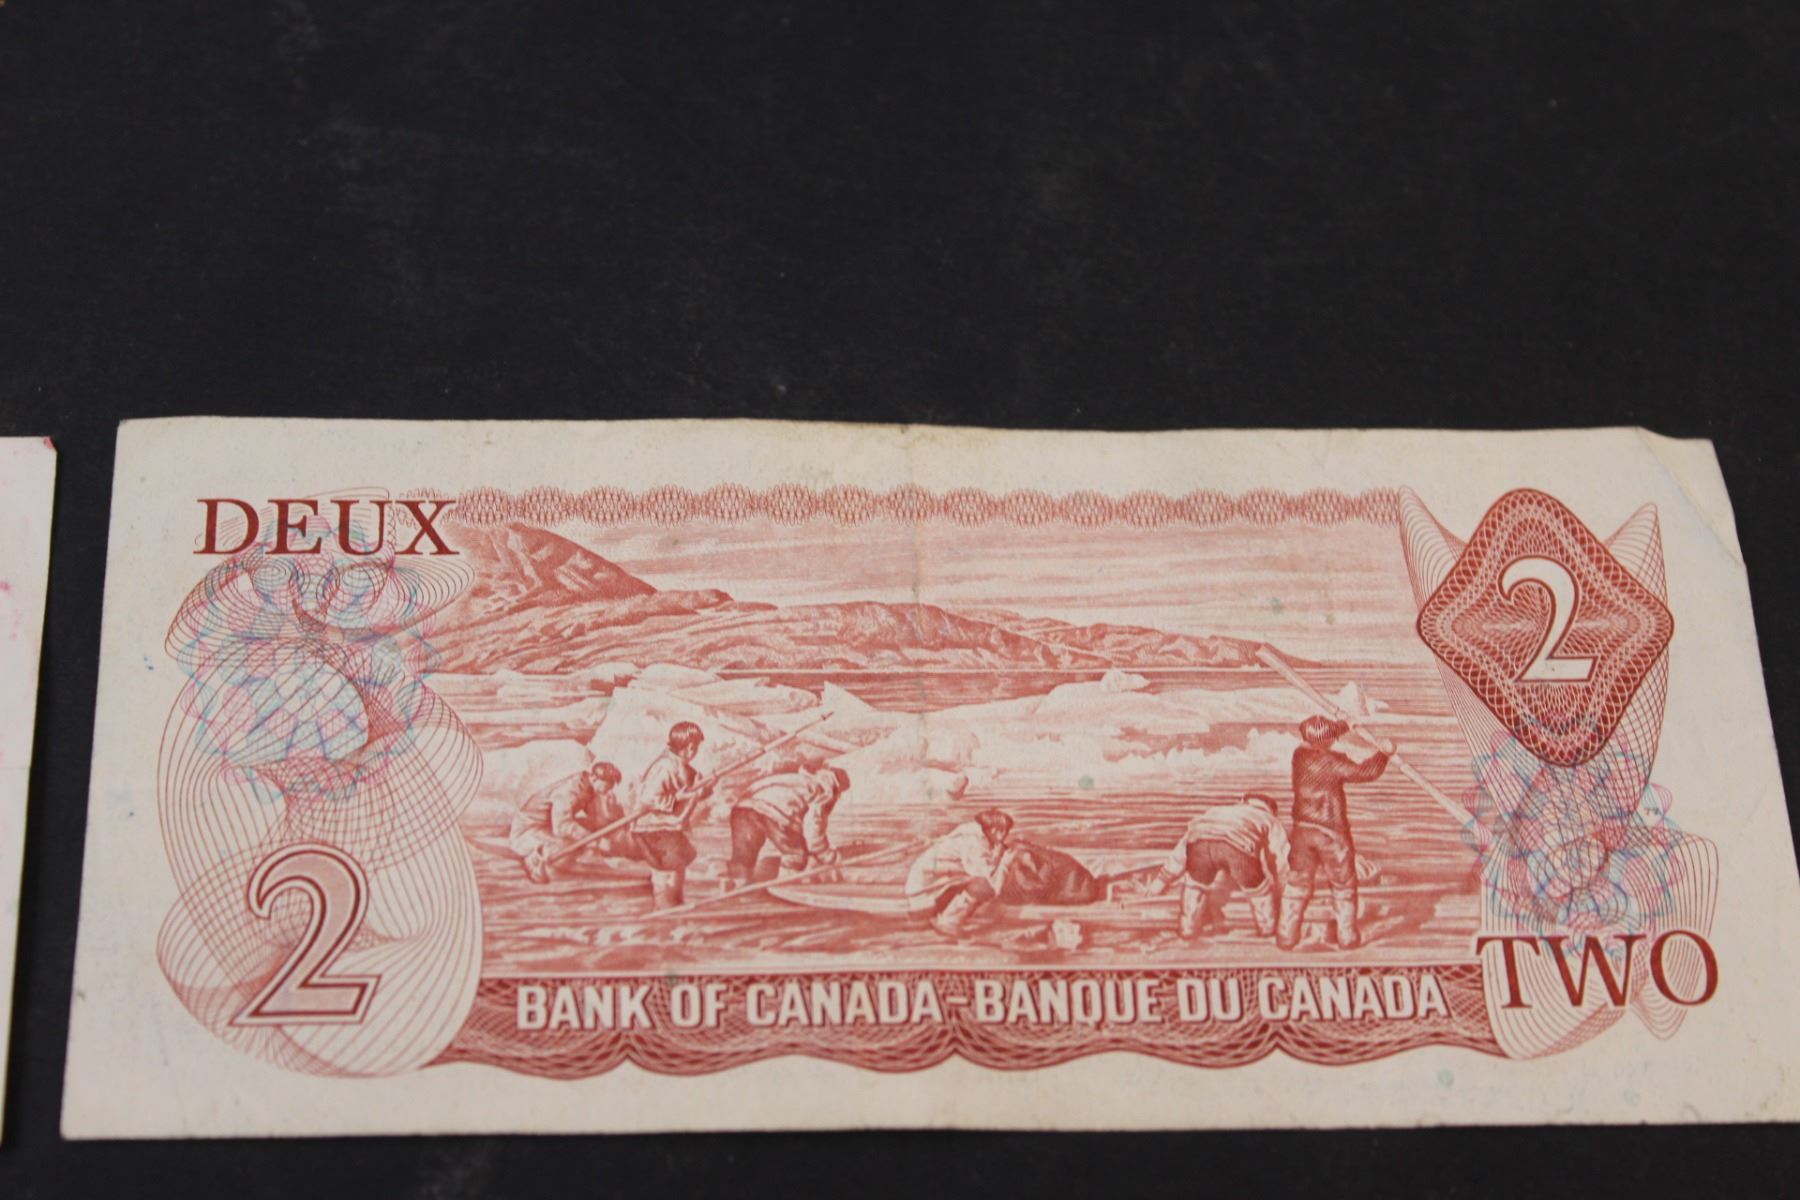 DEUX
2
2
BANK OF CANADA-BANQUE DU CANADA
TWO